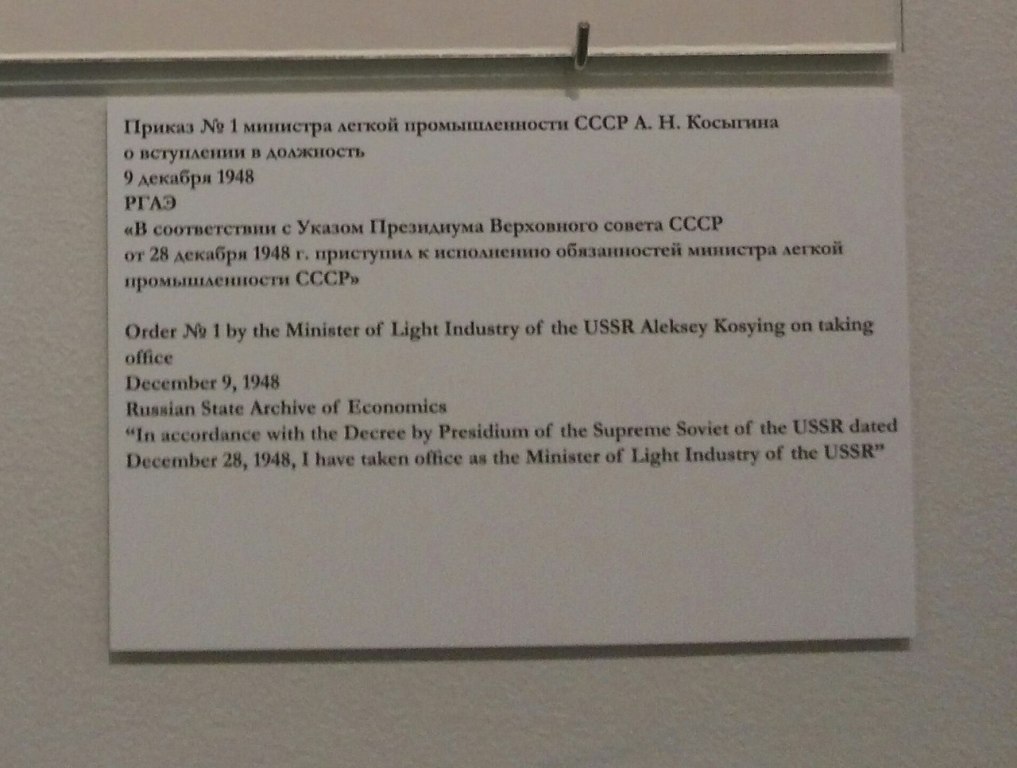 Приказ № 1 министра легкой промышленности СССР А. Н. Косыгина
о вступлении в должность
9 декабря 1948
РГАЭ
«В соответствии с Указом Президиума Верховного совета СССР
от 28 декабря 1948 г. приступил к исполнению обязанностей министра легкой
промышленности СССР»
Order № 1 by the Minister of Light Industry of the USSR Aleksey Kosying on taking
office
December 9, 1948
Russian State Archive of Economics
“In accordance with the Decree by Presidium of the Supreme Soviet of the USSR dated
December 28, 1948, I have taken office as the Minister of Light Industry of the USSR”